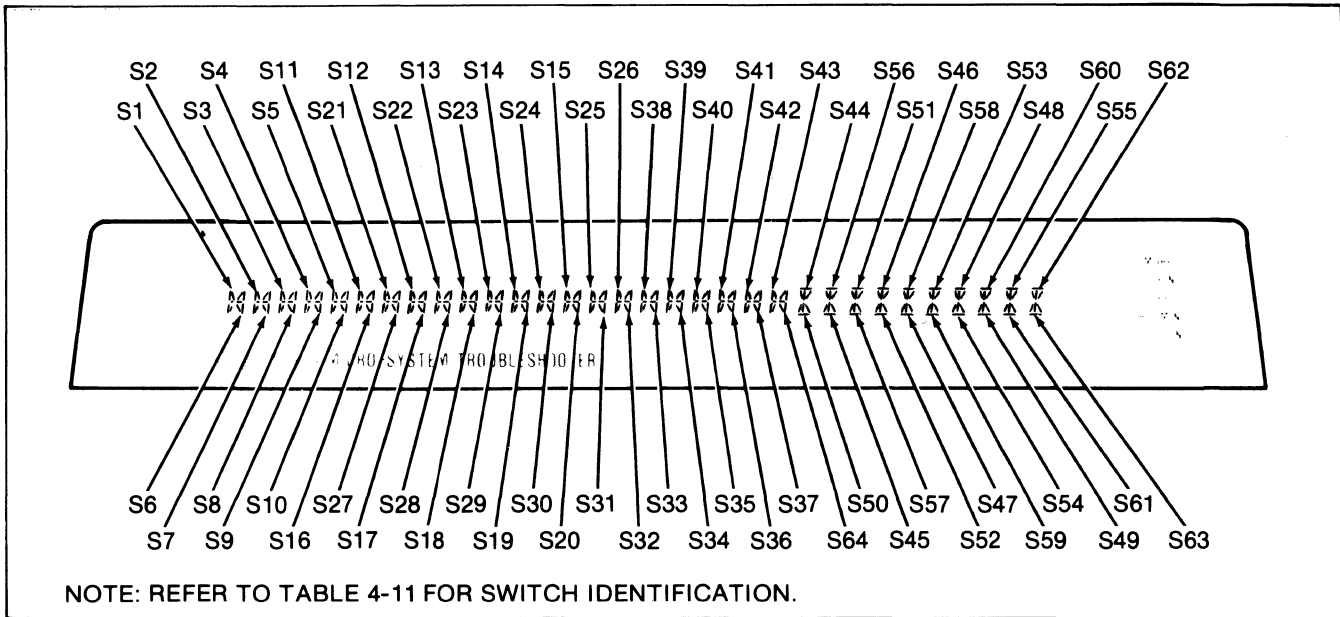 S2 S4 S11 S12 S13 S14 S15 S26 S39 S41 S43 S56 S46 S53 S60 S62
S1 S3 S5 S21 S22 S23 S24 S25 S38 S40 S42 S44 S51 S58 S48 S55
SYSTEM TROUBLESHOOTER
S6 S8 S10 S27 S28 S29 S30 S31 S33 S35 S37 S50 S57 S47 S54 S61
S7 S9 S16 S17 S18 S19 S20 S32 S34 S36 S64 S45 S52 S59 S49 S63
NOTE: REFER TO TABLE 4-11 FOR SWITCH IDENTIFICATION.